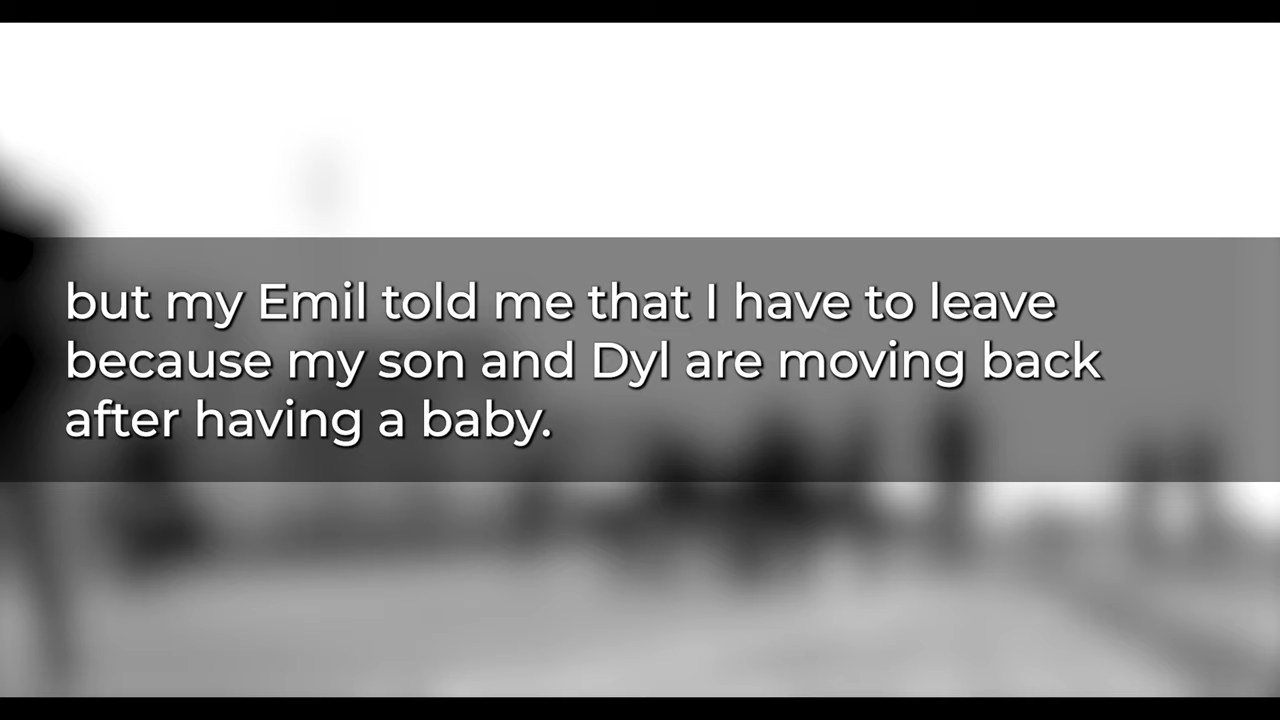 but my Emil told me that I have to leave
because my son and Dyl are moving back
after having a baby.